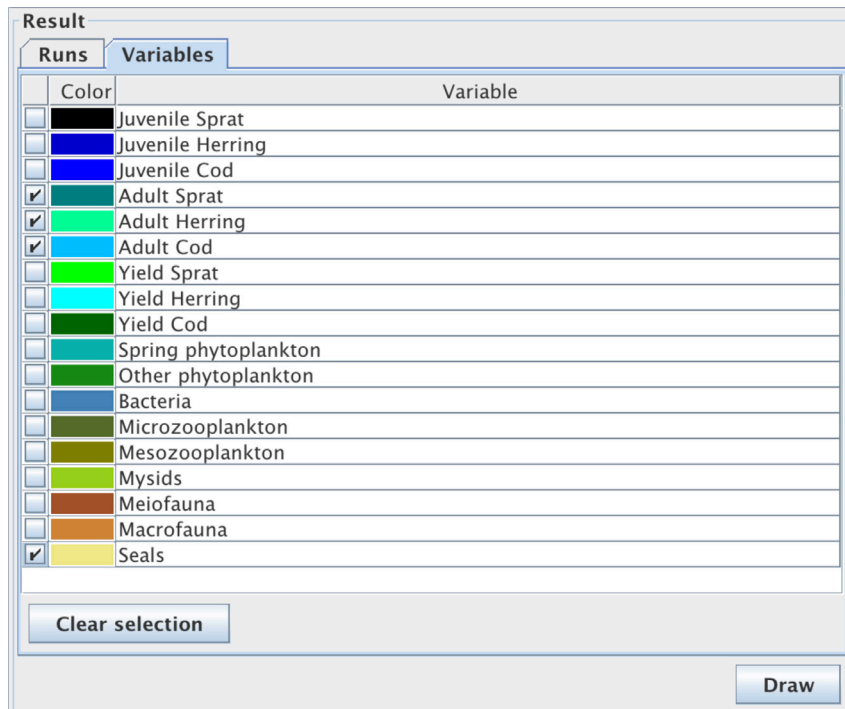 Result
Runs Variables
Color Variable
Juvenile Sprat
Juvenile Herring
Juvenile Cod
Adult Sprat
Adult Herring
Adult Cod
Yield Sprat
Yield Herring
Yield Cod
Spring phytoplankton
Other phytoplankton
Bacteria
Microzooplankton
Mesozooplankton
Mysids
Meiofauna
Macrofauna
Seals
Clear selection
Draw